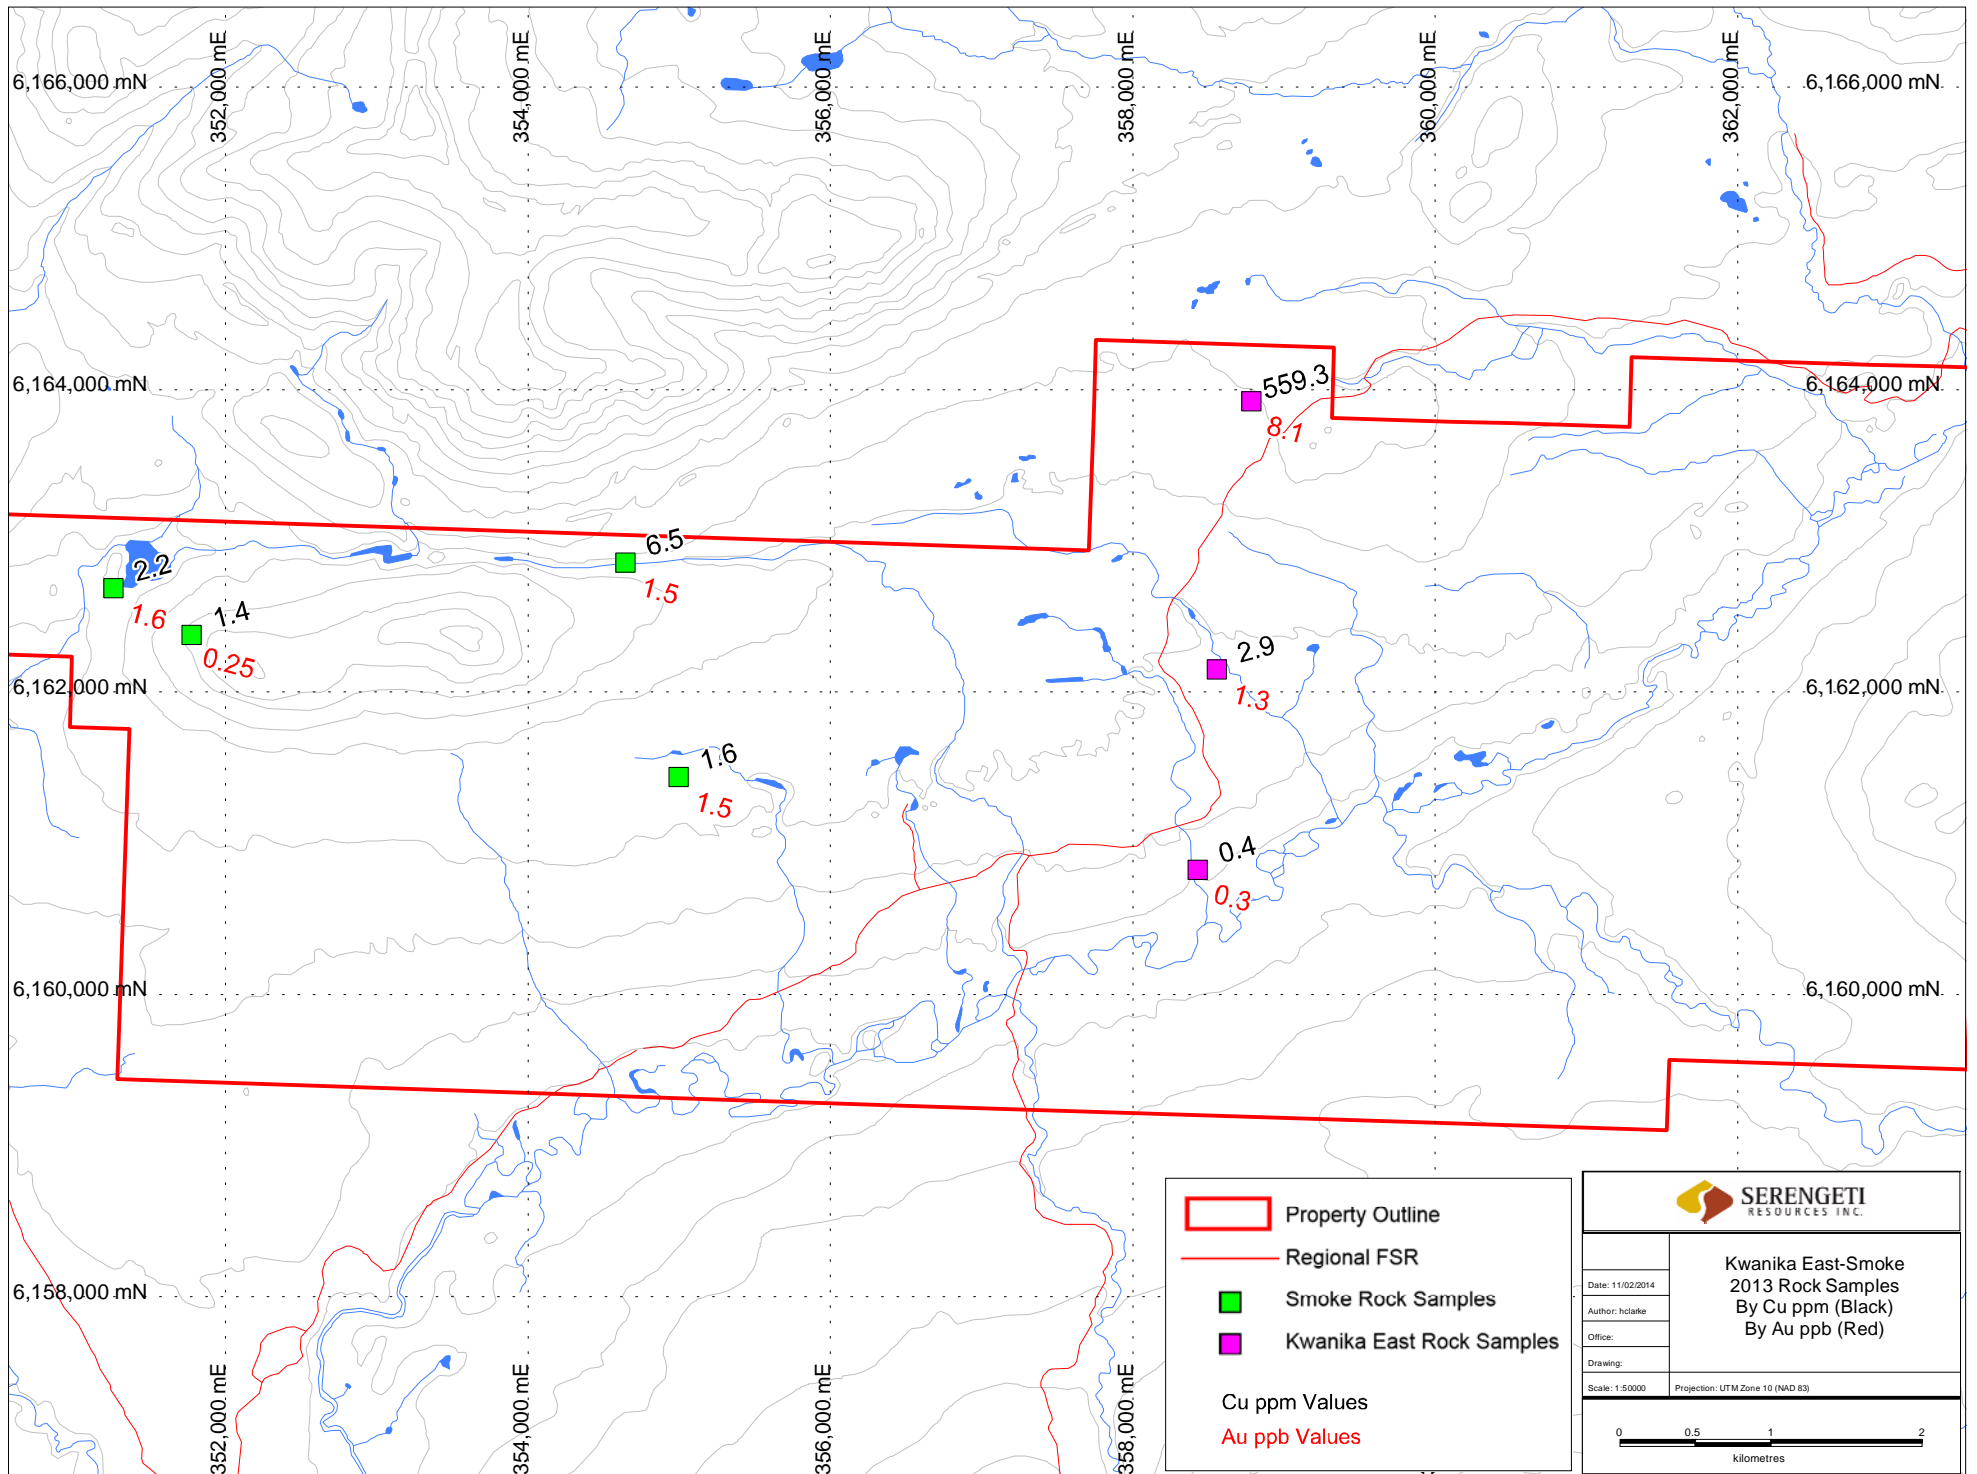 352,000 mE
354,000 mE
356,000 mE
358,000 mE
360,000 mE
362,000 mE
6,166,000 mN
6,166,000 mN
6,164,000 mN
559.3
6,164,000 mN
8.1
6.5
2.2
1.5
1.6
1.4
0.25
2.9
6,162,000 mN
1.3
6,162,000 mN
1.6
1.5
0.4
0.3
6,160,000 mN
6,160,000 mN
6,158,000 mN
352,000 mE
354,000 mE
356,000 mE
358,000 mE
Property Outline
Regional FSR
Smoke Rock Samples
Kwanika East Rock Samples
Cu ppm Values
Au ppb Values
SERENGETI
RESOURCES INC.
Kwanika East-Smoke
2013 Rock Samples
By Cu ppm (Black)
By Au ppb (Red)
Date: 11/02/2014
Author: hclarke
Office:
Drawing:
Scale: 1:50000
Projection: UTM Zone 10 (NAD 83)
0 0.5 1 2
kilometres